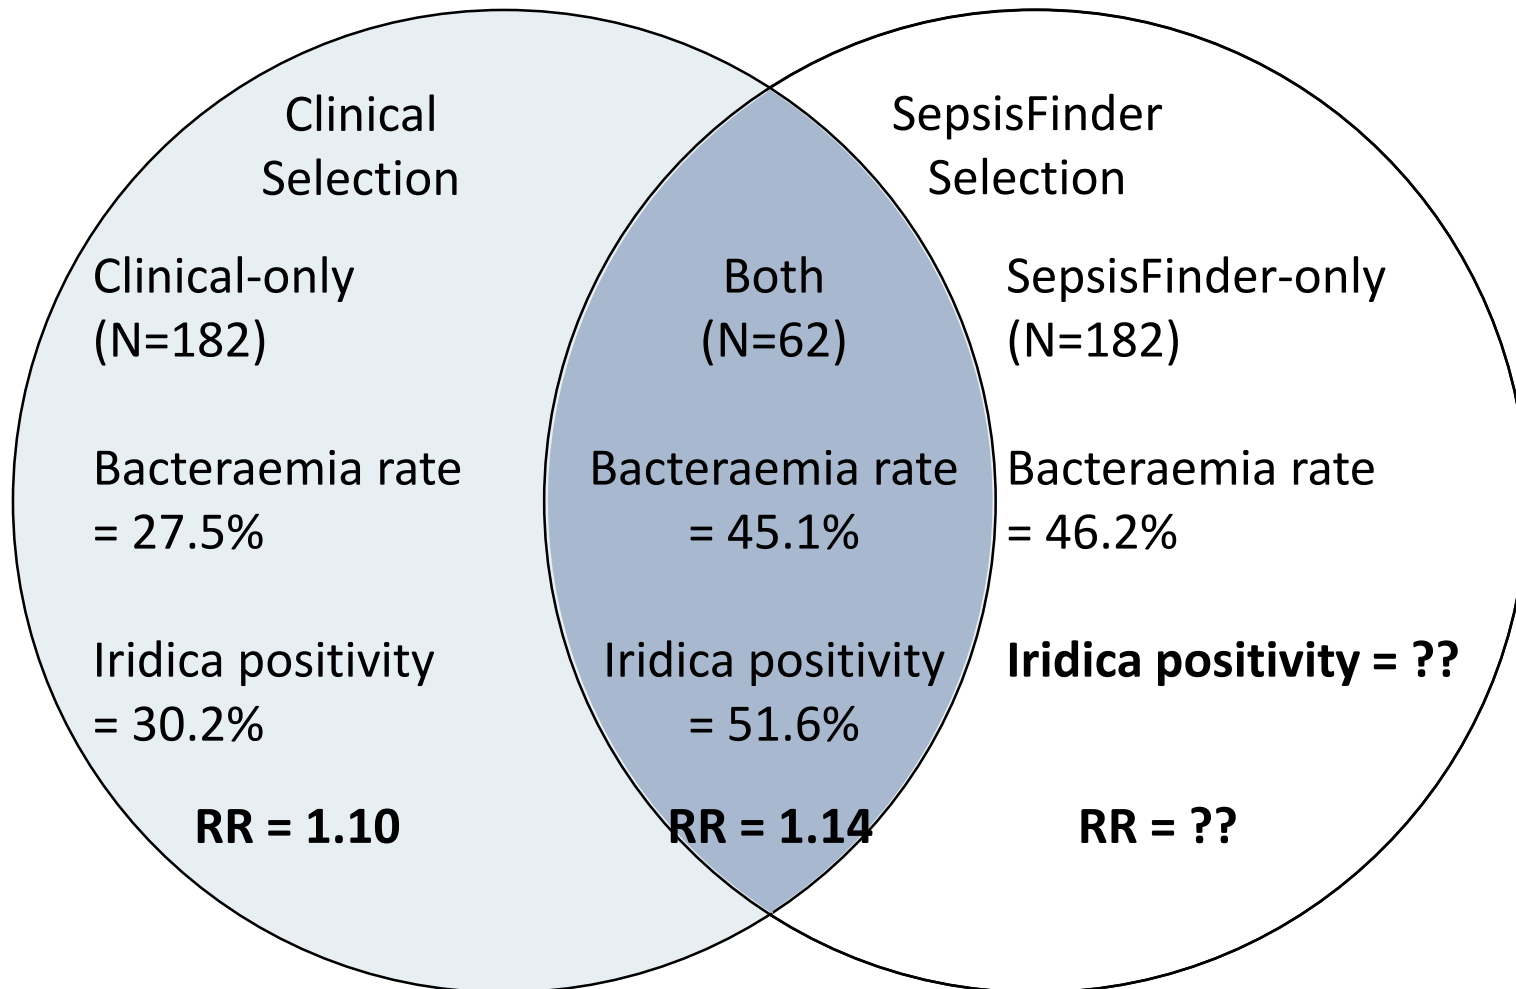 Clinical
Selection
Clinical-only
(N=182)
Bacteraemia rate
= 27.5%
Iridica positivity
= 30.2%
RR = 1.10
Both
(N=62)
Bacteraemia rate
= 45.1%
Iridica positivity
= 51.6%
RR = 1.14
SepsisFinder
Selection
SepsisFinder-only
(N=182)
Bacteraemia rate
= 46.2%
Iridica positivity = ??
RR = ??